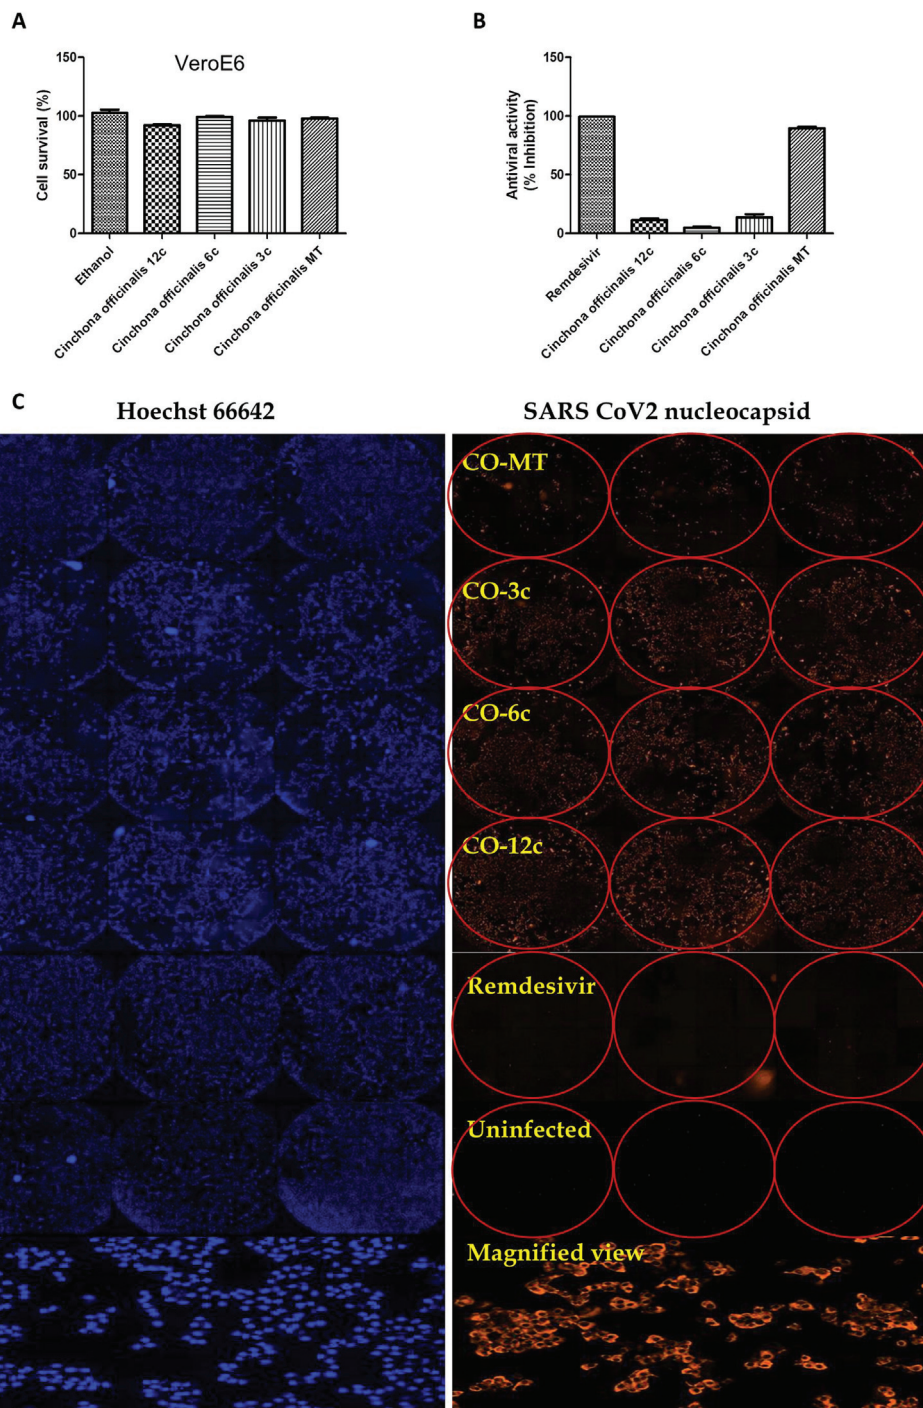 A
VeroE6
Cell survival (%)
150
100
50
0
Ethanol
Cinchona officinalis 12c
Cinchona officinalis 6c
Cinchona officinalis 3c
Cinchona officinalis MT
B
Antiviral activity
(% Inhibition)
150
100
50
0
Remdesivir
Cinchona officinalis 12c
Cinchona officinalis 6c
Cinchona officinalis 3c
Cinchona officinalis MT
C
Hoechst 66642
SARS CoV2 nucleocapsid
CO-MT
CO-3c
CO-6c
CO-12c
Remdesivir
Uninfected
Magnified view